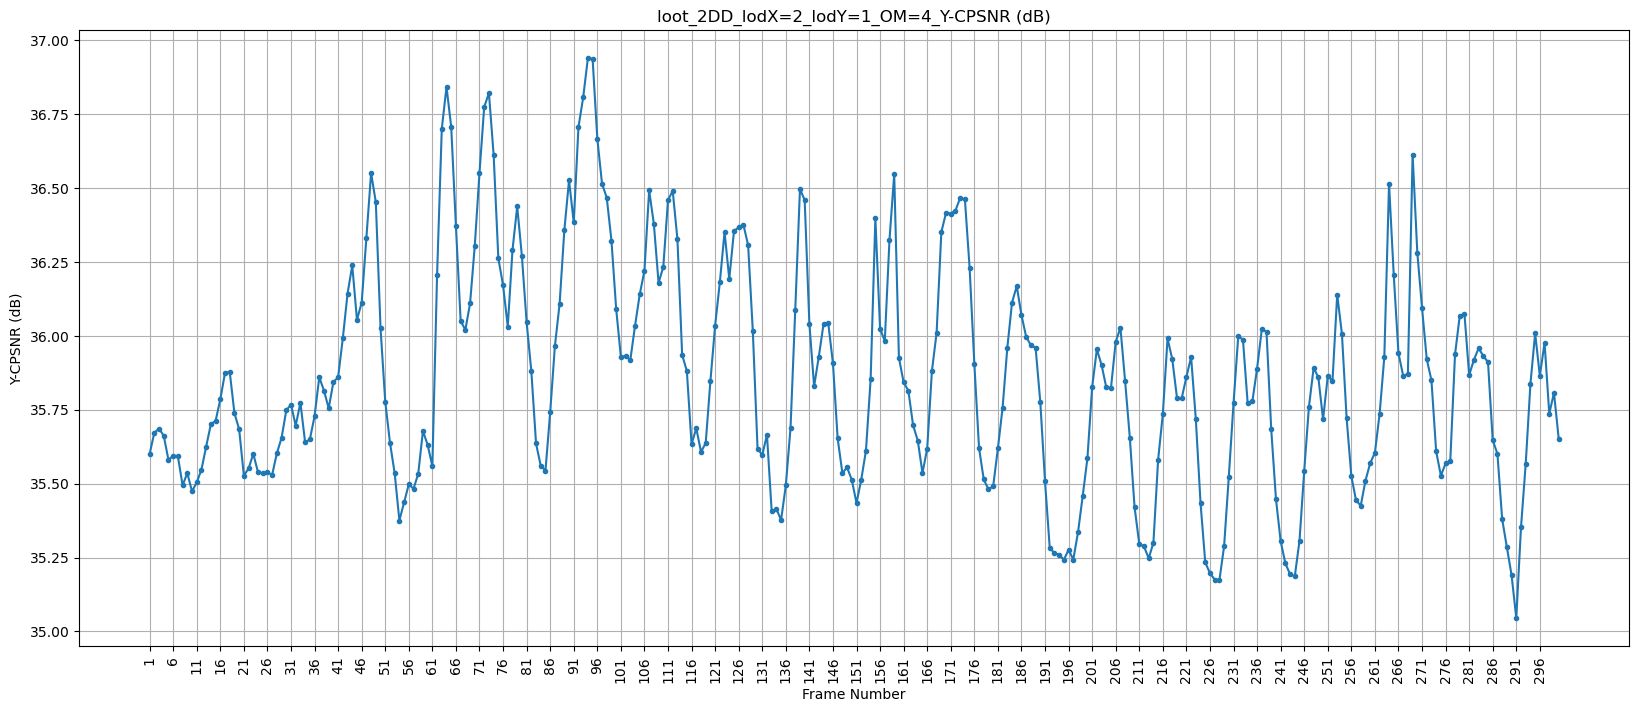 loot_2DD_lodX=2_lodY=1_OM=4_Y-CPSNR (dB)
Y-CPSNR (dB)
37.00
36.75
36.50
36.25
36.00
35.75
35.50
35.25
35.00
1 6 11 16 21 26 31 36 41 46 51 56 61 66 71 76 81 86 91 96 101 106 111 116 121 126 131 136 141 146 151 156 161 166 171 176 181 186 191 196 201 206 211 216 221 226 231 236 241 246 251 256 261 266 271 276 281 286 291 296
Frame Number